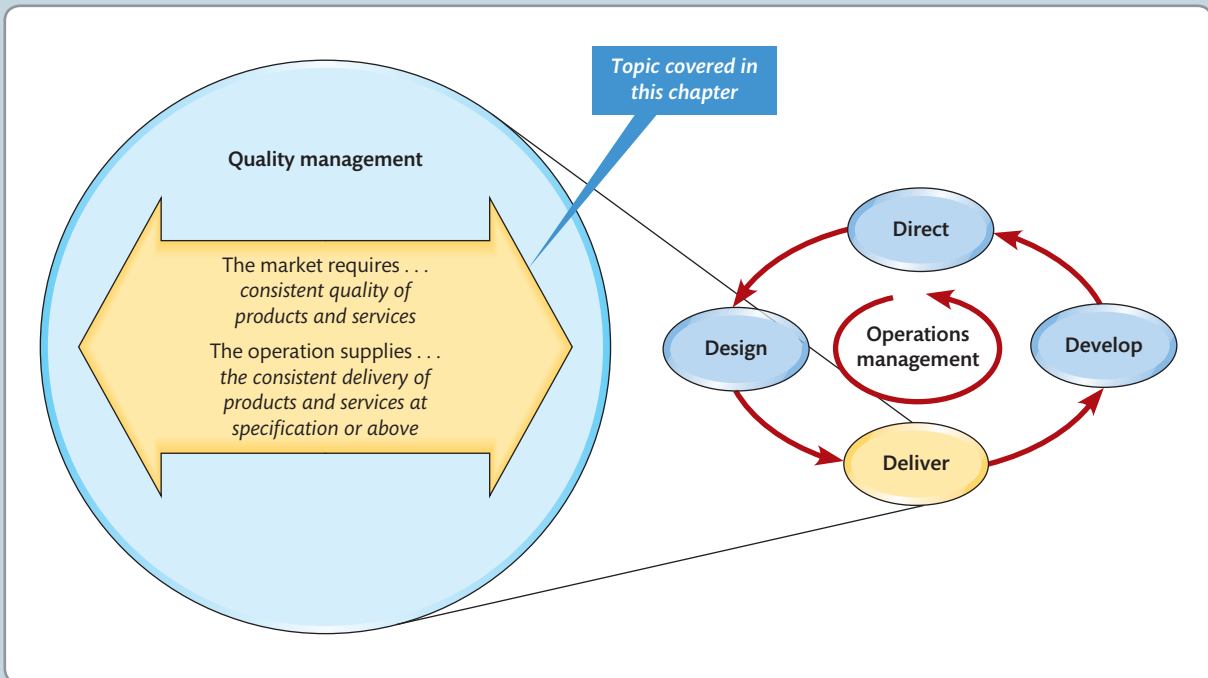 Topic covered in
this chapter
Quality management
The market requires . . .
consistent quality of
products and services
The operation supplies . . .
the consistent delivery of
products and services at
specification or above
Direct
Design
Operations
management
Develop
Deliver